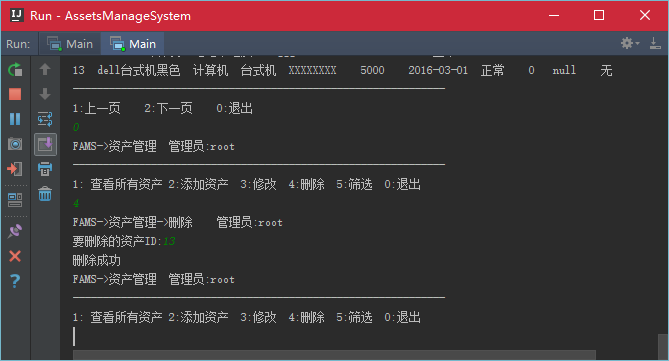 Run - AssetsManageSystem
Run: Main Main
13 dell台式机黑色 计算机 台式机 XXXXXXXX 5000 2016-03-01 正常 0 null 无
1:上一页 2:下一页 0:退出
0
FAMS->资产管理 管理员:root
1: 查看所有资产 2:添加资产 3:修改 4:删除 5:筛选 0:退出
4
FAMS->资产管理->删除 管理员:root
要删除的资产ID:13
删除成功
FAMS->资产管理 管理员:root
1: 查看所有资产 2:添加资产 3:修改 4:删除 5:筛选 0:退出